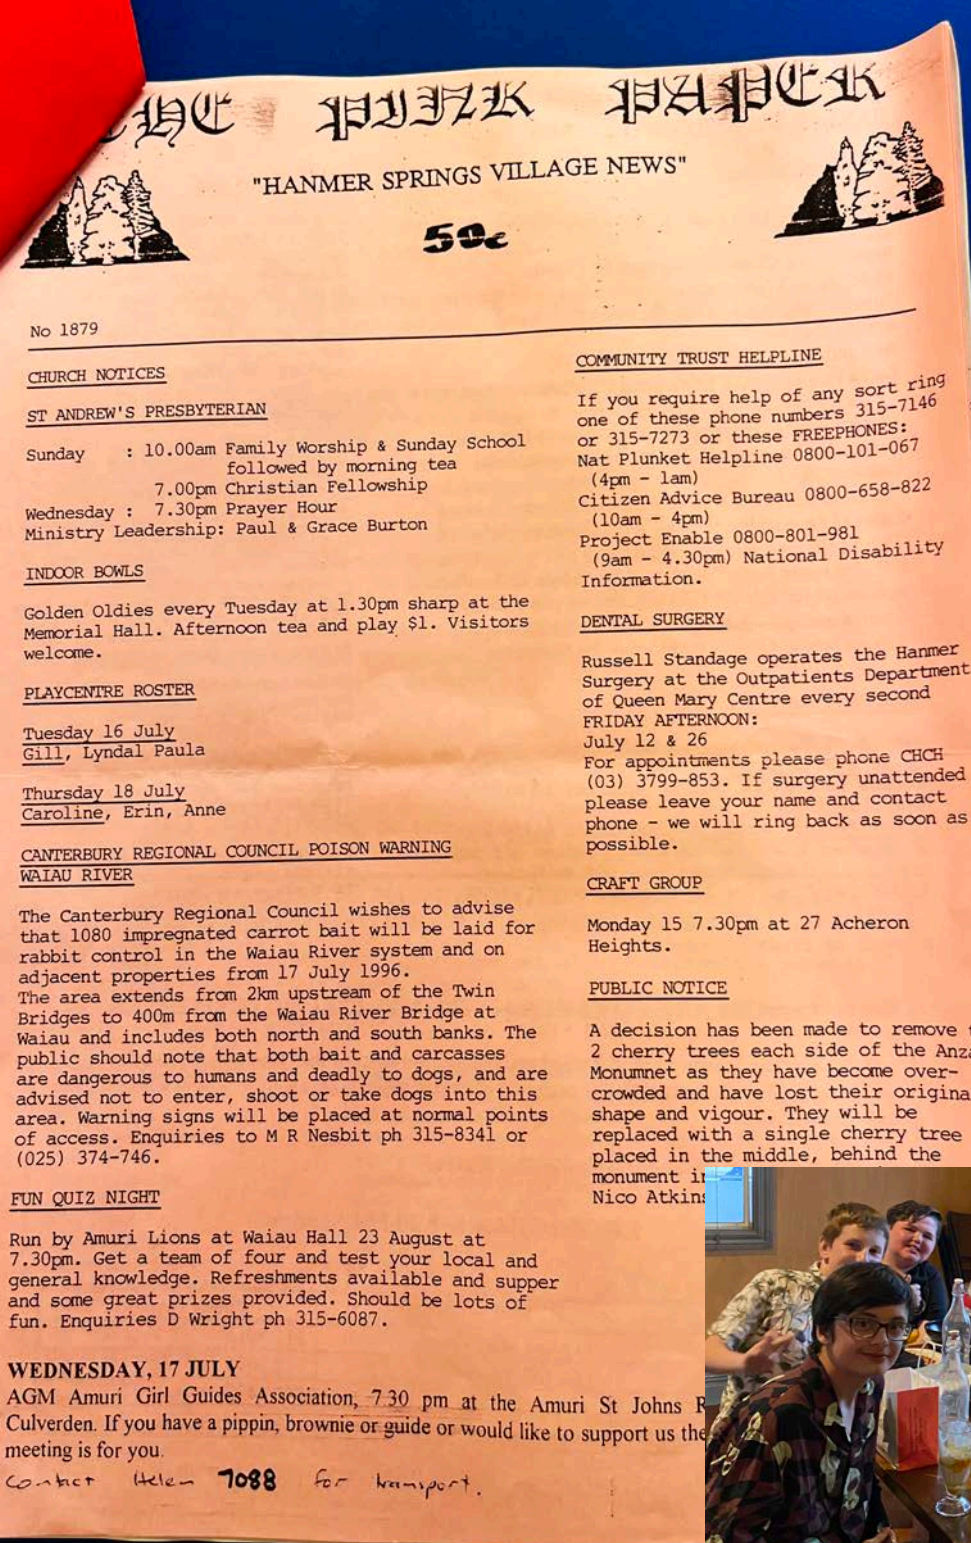 THE PINK PAPER
"HANMER SPRINGS VILLAGE NEWS"
50c
No 1879
CHURCH NOTICES
ST ANDREW'S PRESBYTERIAN
Sunday : 10.00am Family Worship & Sunday School
followed by morning tea
7.00pm Christian Fellowship
Wednesday : 7.30pm Prayer Hour
Ministry Leadership: Paul & Grace Burton
INDOOR BOWLS
Golden Oldies every Tuesday at 1.30pm sharp at the
Memorial Hall. Afternoon tea and play $1. Visitors
welcome.
PLAYCENTRE ROSTER
Tuesday 16 July
Gill, Lyndal Paula
Thursday 18 July
Caroline, Erin, Anne
CANTERBURY REGIONAL COUNCIL POISON WARNING
WAIAU RIVER
The Canterbury Regional Council wishes to advise
that 1080 impregnated carrot bait will be laid for
rabbit control in the Waiau River system and on
adjacent properties from 17 July 1996.
The area extends from 2km upstream of the Twin
Bridges to 400m from the Waiau River Bridge at
Waiau and includes both north and south banks. The
public should note that both bait and carcasses
are dangerous to humans and deadly to dogs, and are
advised not to enter, shoot or take dogs into this
area. Warning signs will be placed at normal points
of access. Enquiries to M R Nesbit ph 315-8341 or
(025) 374-746.
FUN QUIZ NIGHT
Run by Amuri Lions at Waiau Hall 23 August at
7.30pm. Get a team of four and test your local and
general knowledge. Refreshments available and supper
and some great prizes provided. Should be lots of
fun. Enquiries D Wright ph 315-6087.
COMMUNITY TRUST HELPLINE
If you require help of any sort ring
one of these phone numbers 315-7146
or 315-7273 or these FREEPHONES:
Nat Plunket Helpline 0800-101-067
(4pm - 1am)
Citizen Advice Bureau 0800-658-822
(10am - 4pm)
Project Enable 0800-801-981
(9am - 4.30pm) National Disability
Information.
DENTAL SURGERY
Russell Standage operates the Hanmer
Surgery at the Outpatients Department
of Queen Mary Centre every second
FRIDAY AFTERNOON:
July 12 & 26
For appointments please phone CHCH
(03) 3799-853. If surgery unattended
please leave your name and contact
phone - we will ring back as soon as
possible.
CRAFT GROUP
Monday 15 7.30pm at 27 Acheron
Heights.
PUBLIC NOTICE
A decision has been made to remove
2 cherry trees each side of the Anza
Monumnet as they have become over-
crowded and have lost their origina
shape and vigour. They will be
replaced with a single cherry tree
placed in the middle, behind the
monument
Nico Atkins
WEDNESDAY, 17 JULY
AGM Amuri Girl Guides Association, 7.30 pm at the Amuri St Johns R
Culverden. If you have a pippin, brownie or guide or would like to support us the
meeting is for you.
Contact Helen 7088 for transport.